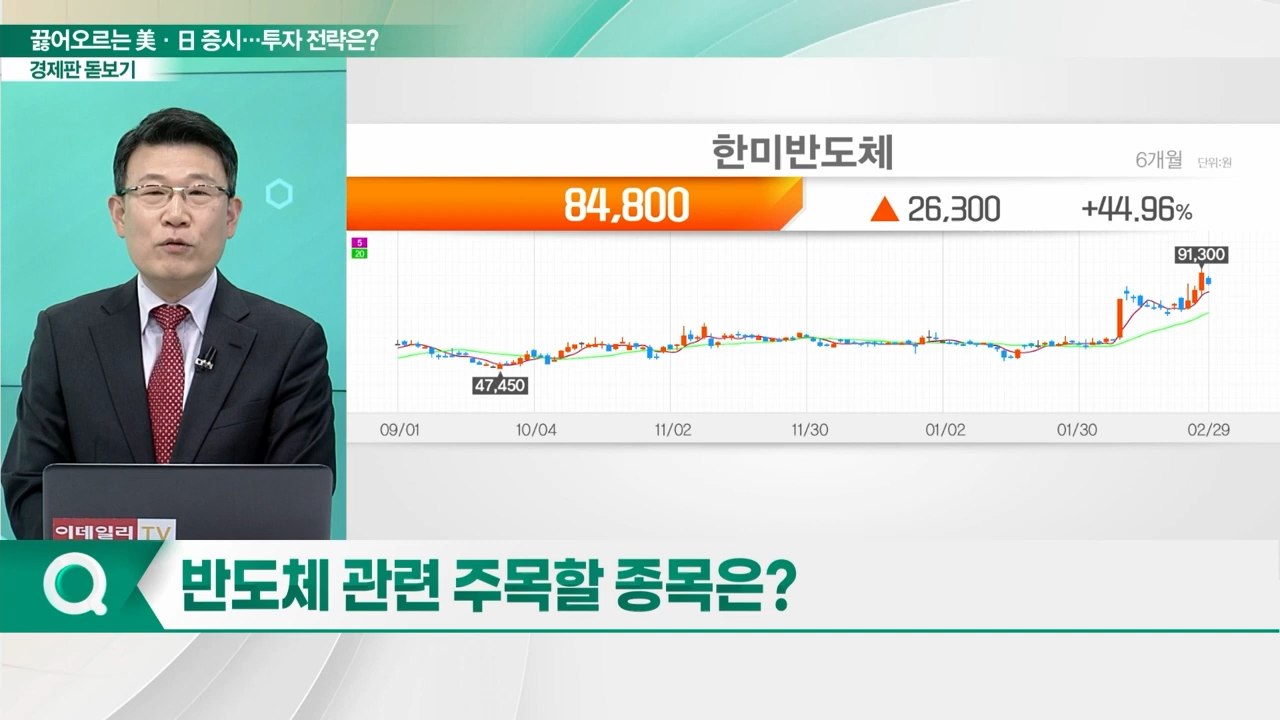 끓어오르는 美 · 日 증시…투자 전략은?
경제판 돋보기
한미반도체
6개월 단위:원
84,800 ▲ 26,300 +44.96%
5
20
91,300
47,450
09/01 10/04 11/02 11/30 01/02 01/30 02/29
이데일리 TV
Q 반도체 관련 주목할 종목은?